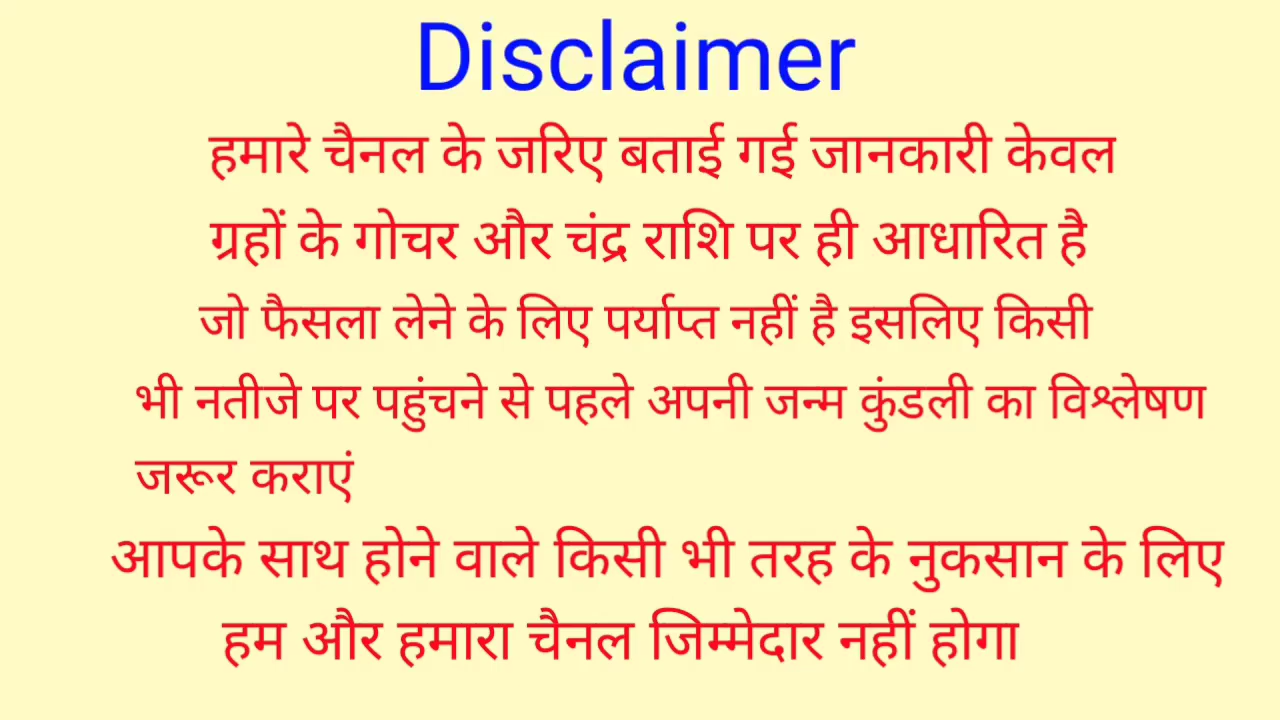 Disclaimer
हमारे चैनल के जरिए बताई गई जानकारी केवल
ग्रहों के गोचर और चंद्र राशि पर ही आधारित है
जो फैसला लेने के लिए पर्याप्त नहीं है इसलिए किसी
भी नतीजे पर पहुंचने से पहले अपनी जन्म कुंडली का विश्लेषण
जरूर कराएं
आपके साथ होने वाले किसी भी तरह के नुकसान के लिए
हम और हमारा चैनल जिम्मेदार नहीं होगा